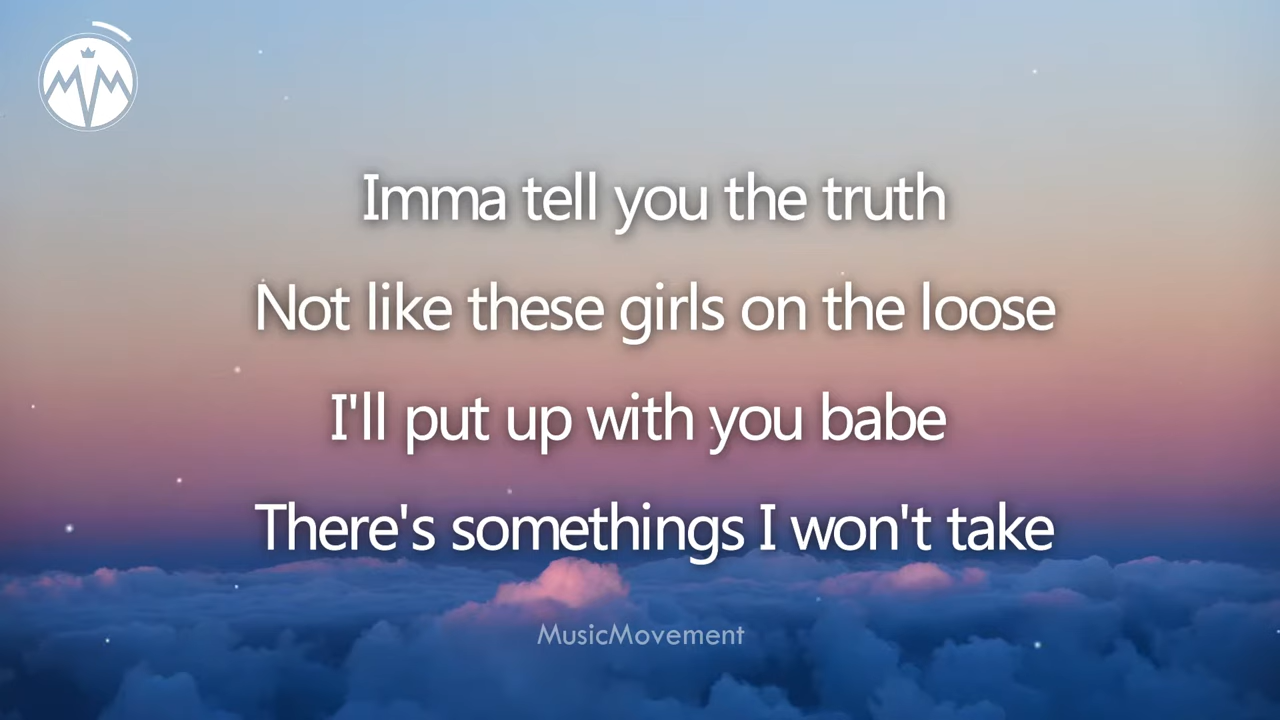 Imma tell you the truth
Not like these girls on the loose
I'll put up with you babe
There's somethings I won't take
MusicMovement